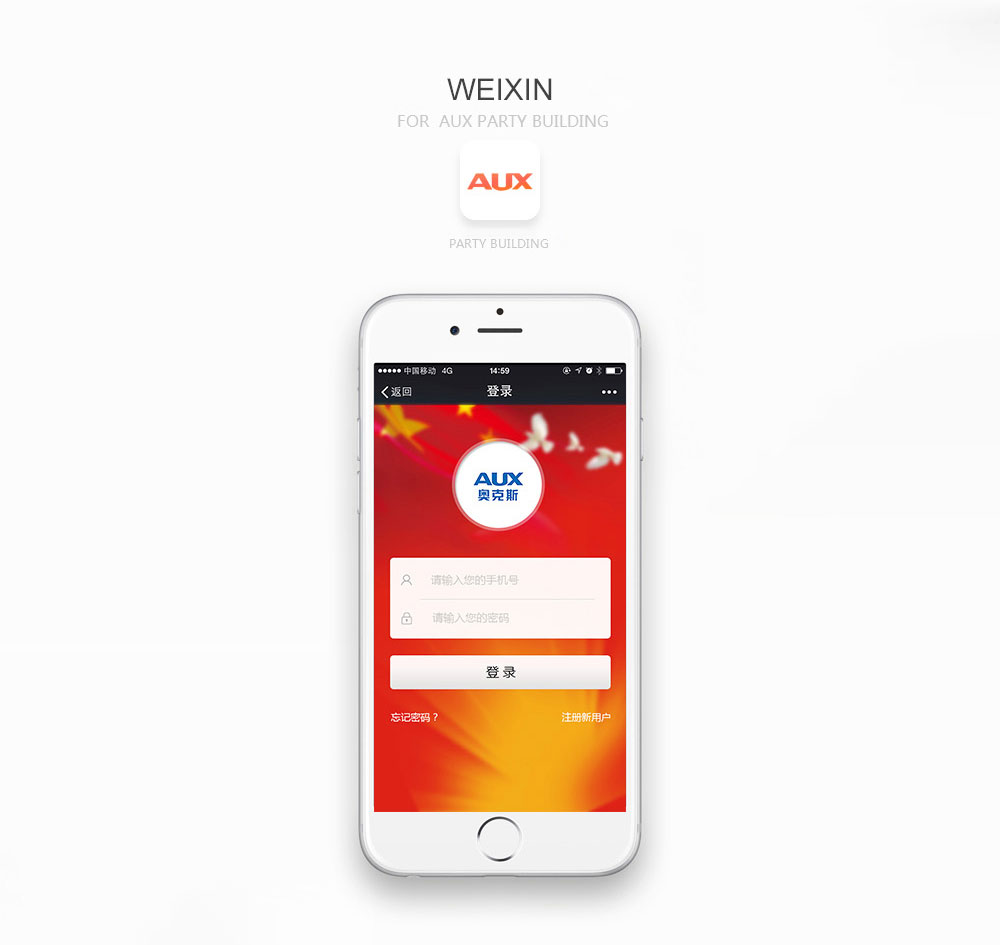 WEIXIN
FOR AUX PARTY BUILDING
AUX
PARTY BUILDING
中国移动 4G 14:59
返回 登录
AUX
奥克斯
请输入您的手机号
请输入您的密码
登录
忘记密码？ 注册新用户